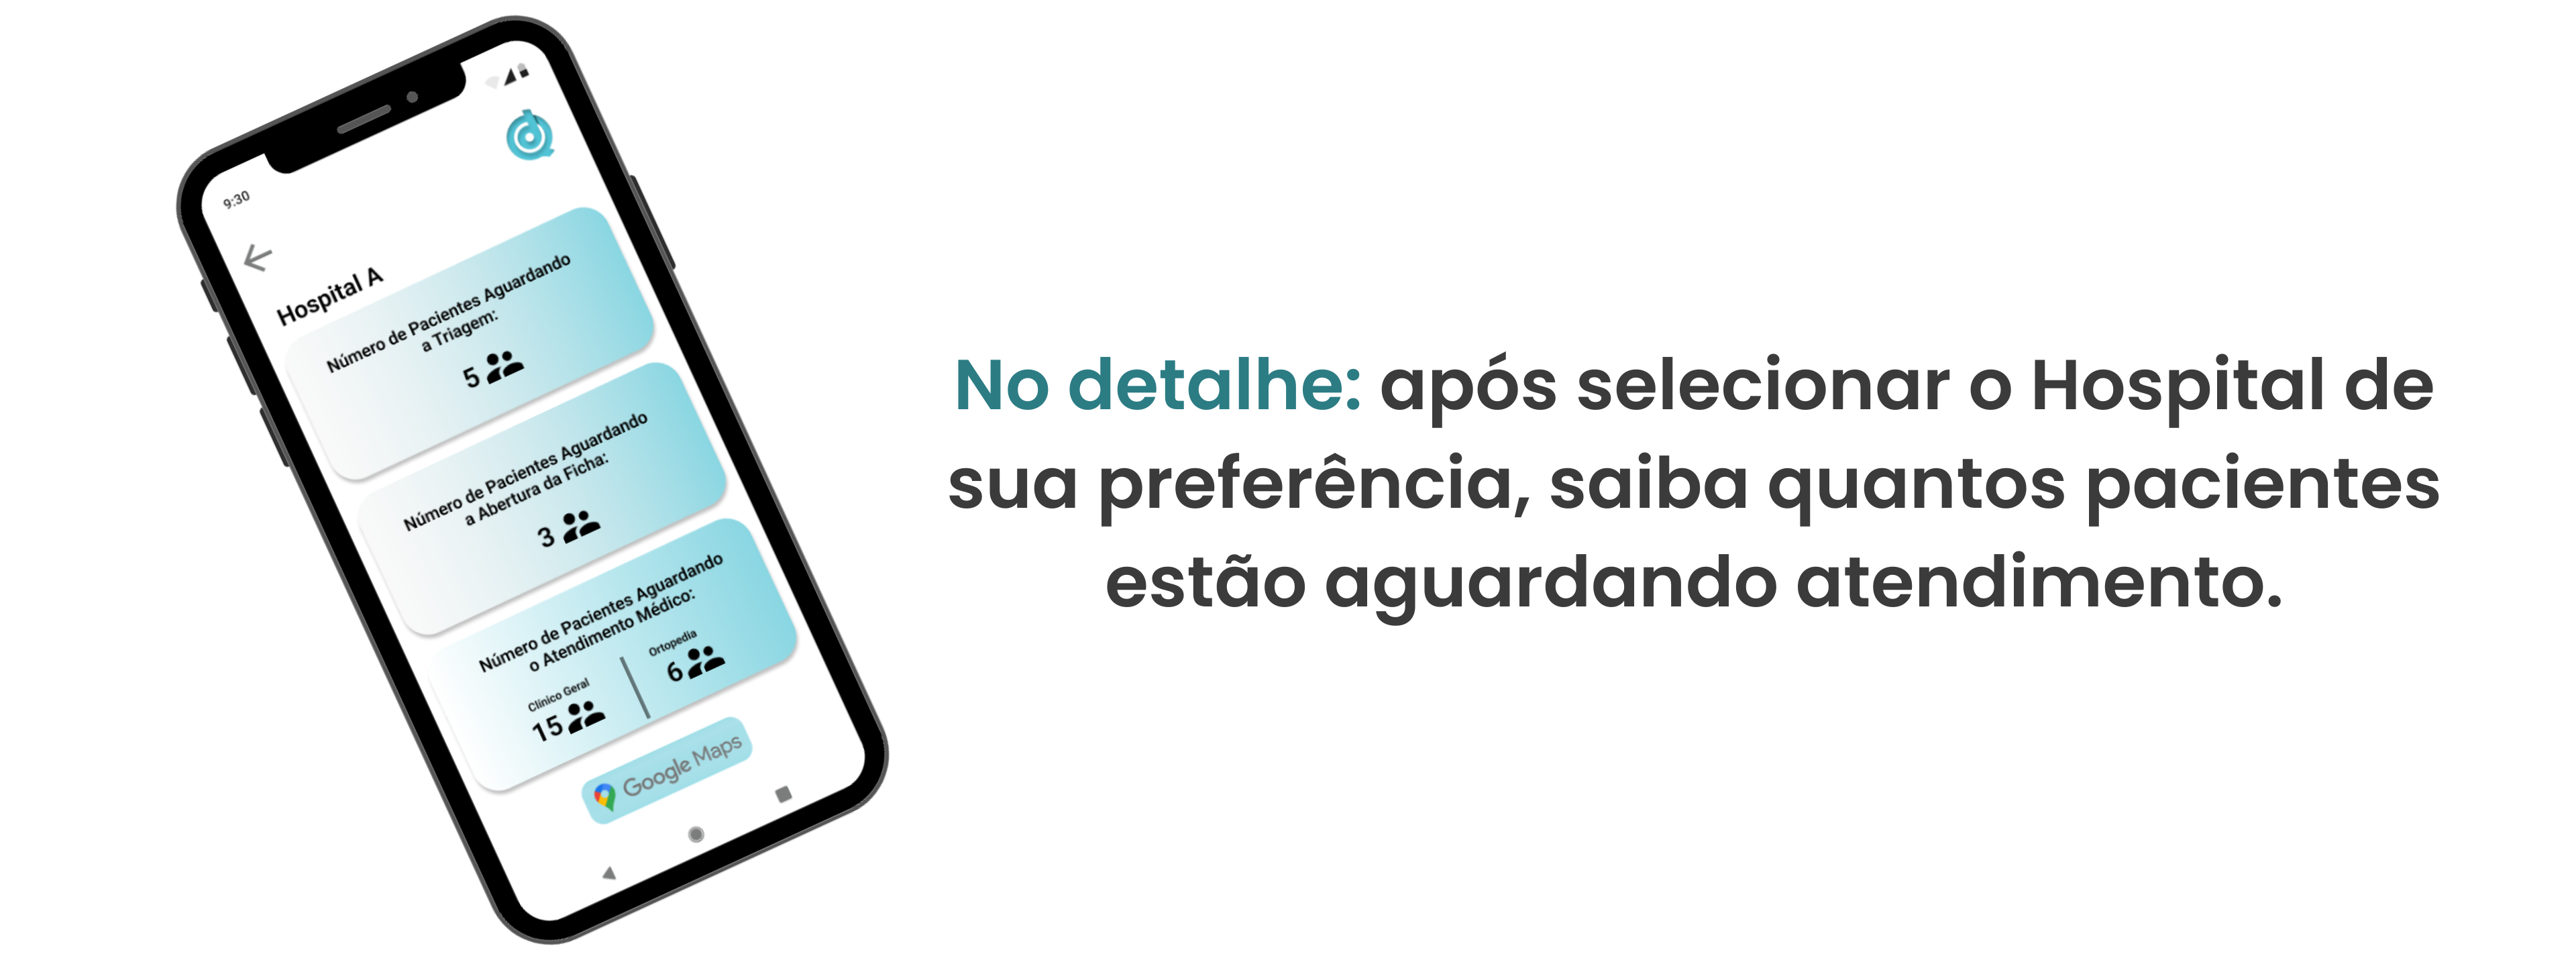 9:30
Hospital A
Número de Pacientes Aguardando
a Triagem:
5
Número de Pacientes Aguardando
a Abertura da Ficha:
3
Número de Pacientes Aguardando
o Atendimento Médico:
Clínico Geral
15
Ortopedia
6
Google Maps
No detalhe: após selecionar o Hospital de
sua preferência, saiba quantos pacientes
estão aguardando atendimento.